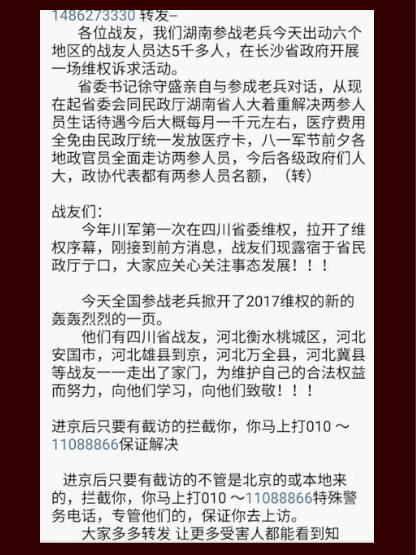 1486273330 转发--
各位战友，我们湖南参战老兵今天出动六个
地区的战友人员达5千多人，在长沙省政府开展
一场维权诉求活动。
省委书记徐守盛亲自与参成老兵对话，从现
在起省委会同民政厅湖南省人大着重解决两参人
员生话待遇今后大概每月一千元左右，医疗费用
全免由民政厅统一发放医疗卡，八一军节前夕各
地政官员全面走访两参人员，今后各级政府们人
大，政协代表都有两参人员名额，（转）
战友们：
今年川军第一次在四川省委维权，拉开了维
权序幕，刚接到前方消息，战友们现露宿于省民
政厅亍口，大家应关心关注事态发展！！！
今天全国参战老兵掀开了2017维权的新的
轰轰烈烈的一页。
他们有四川省战友，河北衡水桃城区，河北
安国市，河北雄县到京，河北万全县，河北冀县
等战友一一走出了家门，为维护自己的合法权益
而努力，向他们学习，向他们致敬！！！
进京后只要有截访的拦截你，你马上打010 ～
11088866保证解决
进京后只要有截访的不管是北京的或本地来
的，拦截你，你马上打010 ～11088866特殊警
务电话，专管他们的，保证你去上访。
大家多多转发 让更多受害人都能看到知